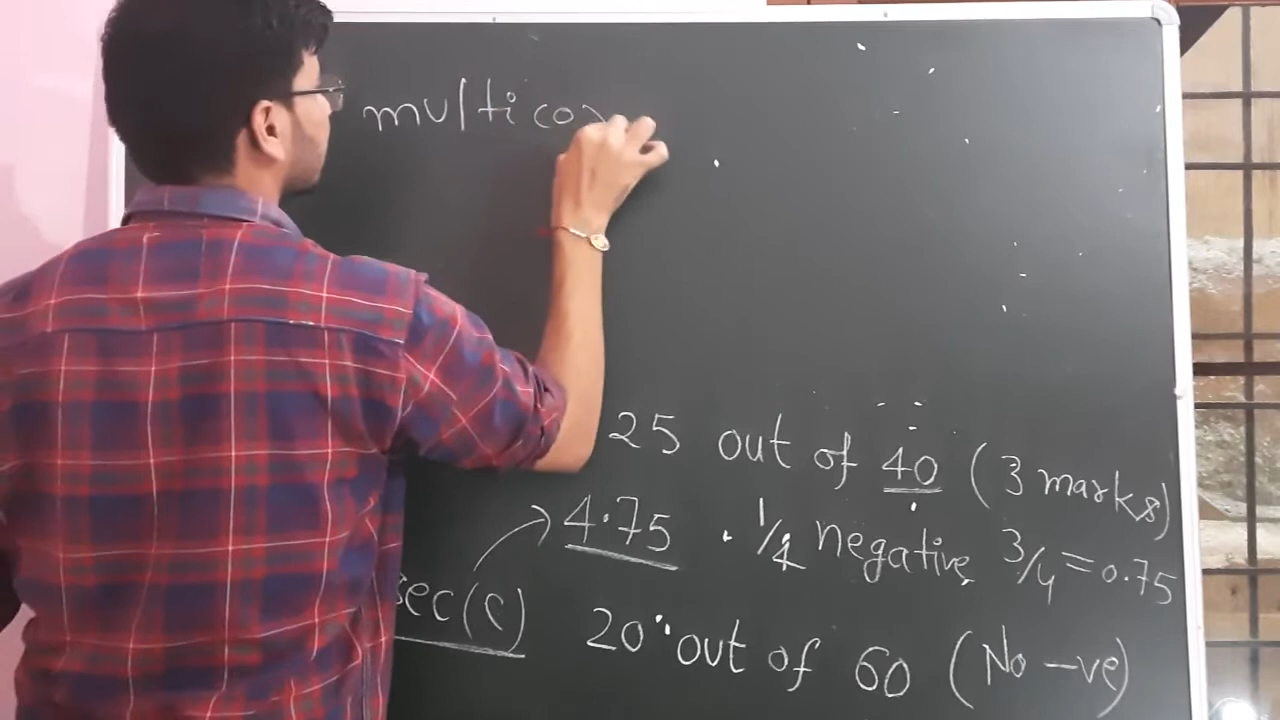 multico
25 out of 40 (3 marks)
4.75 . 1/4 negative 3/4 = 0.75
sec(C) 20 out of 60 (No -ve)